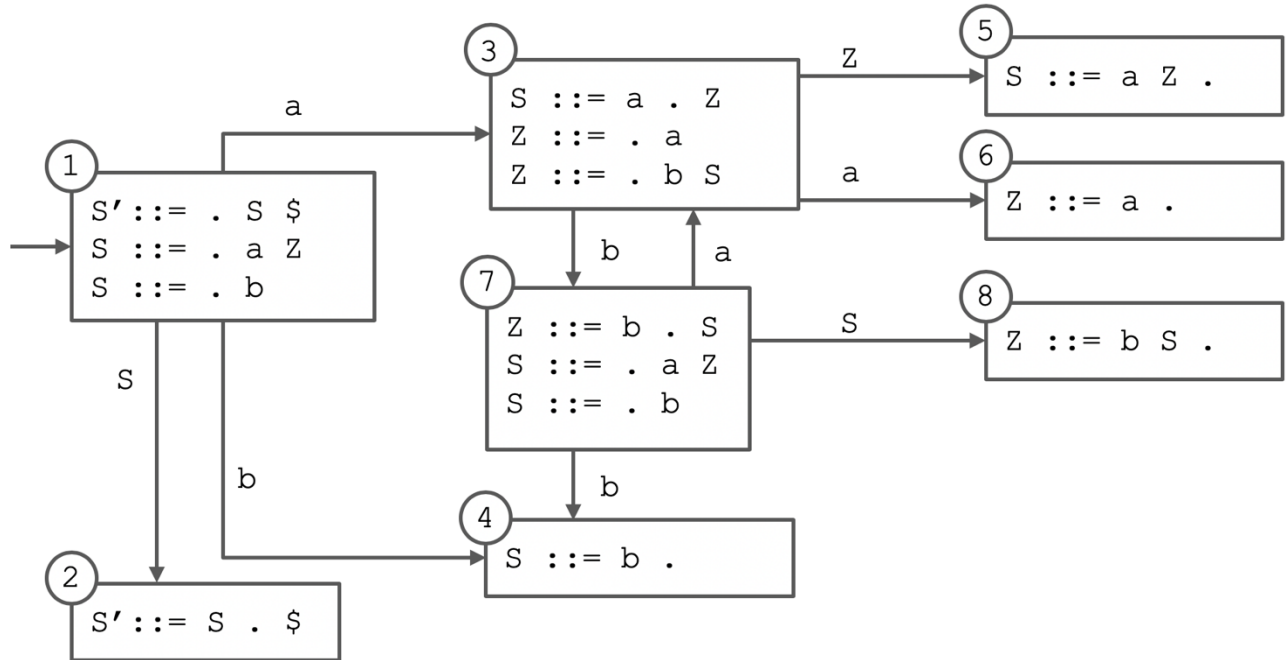 1
S’::= . S $
S ::= . a Z
S ::= . b
a
S
b
2
S’::= S . $
3
S ::= a . Z
Z ::= . a
Z ::= . b S
Z
a
b
a
7
Z ::= b . S
S ::= . a Z
S ::= . b
S
b
4
S ::= b .
5
S ::= a Z .
6
Z ::= a .
8
Z ::= b S .